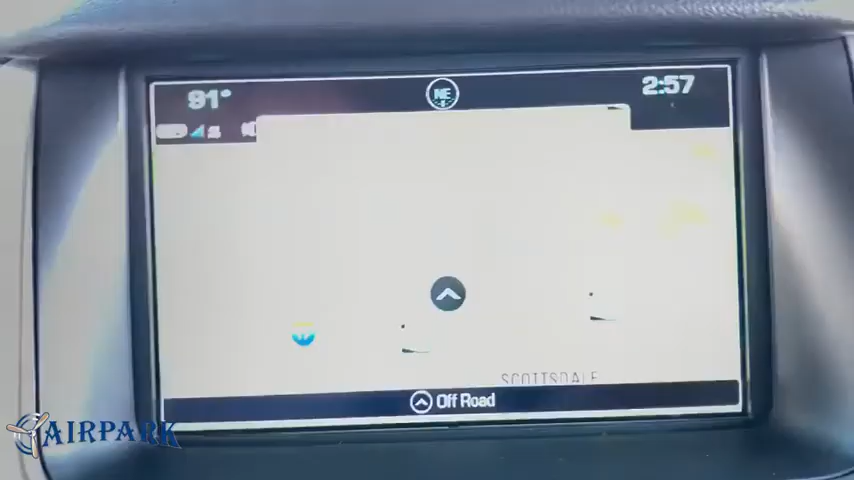 91°
NE
2:57
SCOTTSDALE
Off Road
AIRPARK